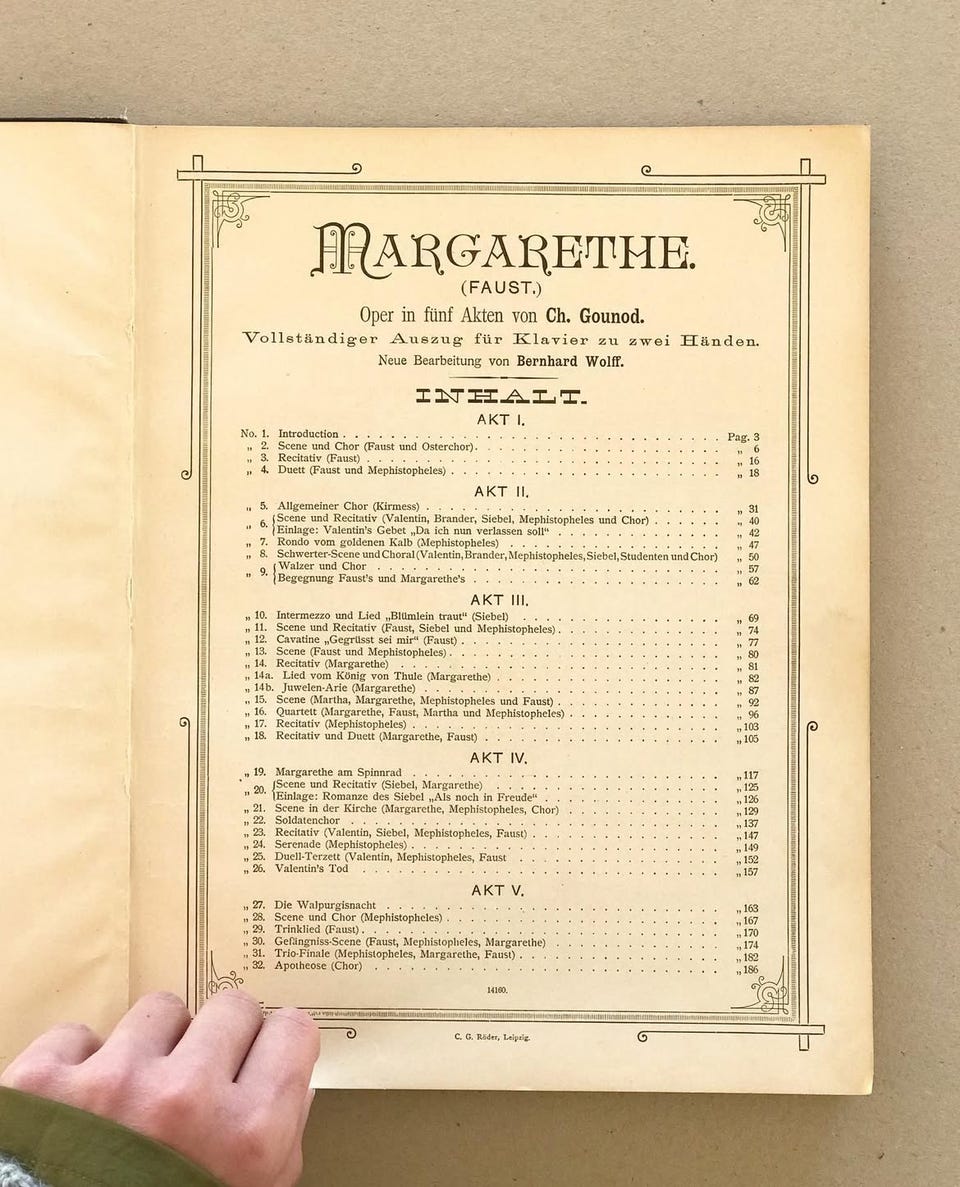 MARGARETHE.
(FAUST.)
Oper in fünf Akten von Ch. Gounod.
Vollständiger Auszug für Klavier zu zwei Händen.
Neue Bearbeitung von Bernhard Wolff.
INHALT.
AKT I.
No. 1. Introduction . . . Pag. 3
„ 2. Scene und Chor (Faust und Osterchor). . . . „ 6
„ 3. Recitativ (Faust) . . . „ 16
„ 4. Duett (Faust und Mephistopheles) . . . „ 18
AKT II.
„ 5. Allgemeiner Chor (Kirmess) . . . „ 31
„ 6. Scene und Recitativ (Valentin, Brander, Siebel, Mephistopheles und Chor) . . . „ 40
Einlage: Valentin's Gebet „Da ich nun verlassen soll“ . . . „ 42
„ 7. Rondo vom goldenen Kalb (Mephistopheles) . . . „ 47
„ 8. Schwerter-Scene und Choral (Valentin, Brander, Mephistopheles, Siebel, Studenten und Chor) „ 50
„ 9. Walzer und Chor . . . „ 57
Begegnung Faust's und Margarethe's . . . „ 62
AKT III.
„ 10. Intermezzo und Lied „Blümlein traut“ (Siebel) . . . „ 69
„ 11. Scene und Recitativ (Faust, Siebel und Mephistopheles) . . . „ 74
„ 12. Cavatine „Gegrüsst sei mir“ (Faust) . . . „ 77
„ 13. Scene (Faust und Mephistopheles) . . . „ 80
„ 14. Recitativ (Margarethe) . . . „ 81
„ 14a. Lied vom König von Thule (Margarethe) . . . „ 82
„ 14b. Juwelen-Arie (Margarethe) . . . „ 87
„ 15. Scene (Martha, Margarethe, Mephistopheles und Faust) . . . „ 92
„ 16. Quartett (Margarethe, Faust, Martha und Mephistopheles) . . . „ 96
„ 17. Recitativ (Mephistopheles) . . . „ 103
„ 18. Recitativ und Duett (Margarethe, Faust) . . . „ 105
AKT IV.
„ 19. Margarethe am Spinnrad . . . „ 117
„ 20. Scene und Recitativ (Siebel, Margarethe) . . . „ 125
Einlage: Romanze des Siebel „Als noch in Freude“ . . . „ 126
„ 21. Scene in der Kirche (Margarethe, Mephistopheles, Chor) . . . „ 129
„ 22. Soldatenchor . . . „ 137
„ 23. Recitativ (Valentin, Siebel, Mephistopheles, Faust) . . . „ 147
„ 24. Serenade (Mephistopheles) . . . „ 149
„ 25. Duell-Terzett (Valentin, Mephistopheles, Faust . . . „ 152
„ 26. Valentin's Tod . . . „ 157
AKT V.
„ 27. Die Walpurgisnacht . . . „ 163
„ 28. Scene und Chor (Mephistopheles) . . . „ 167
„ 29. Trinklied (Faust) . . . „ 170
„ 30. Gefängniss-Scene (Faust, Mephistopheles, Margarethe) . . . „ 174
„ 31. Trio-Finale (Mephistopheles, Margarethe, Faust) . . . „ 182
„ 32. Apotheose (Chor) . . . „ 186
14160.
C. G. Röder, Leipzig.